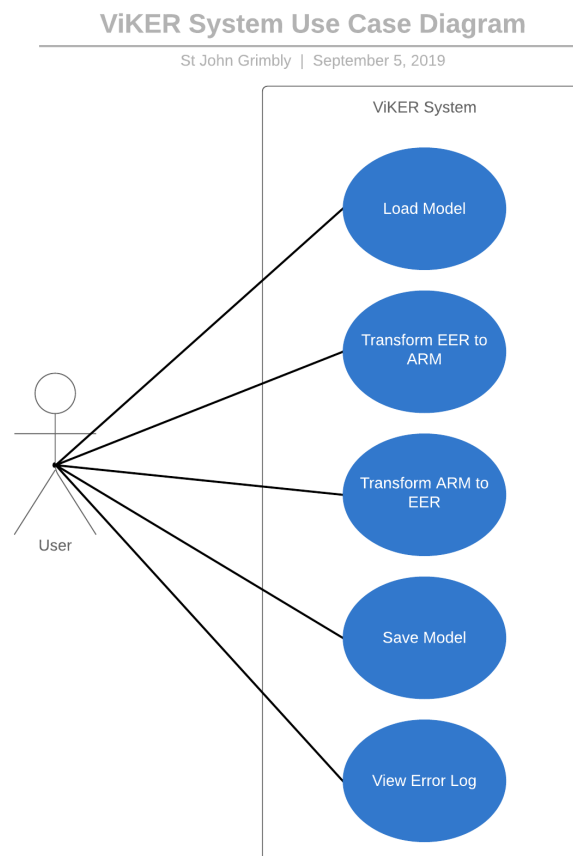 ViKER System Use Case Diagram
St John Grimbly | September 5, 2019
ViKER System
Load Model
Transform EER to
ARM
Transform ARM to
EER
User
Save Model
View Error Log